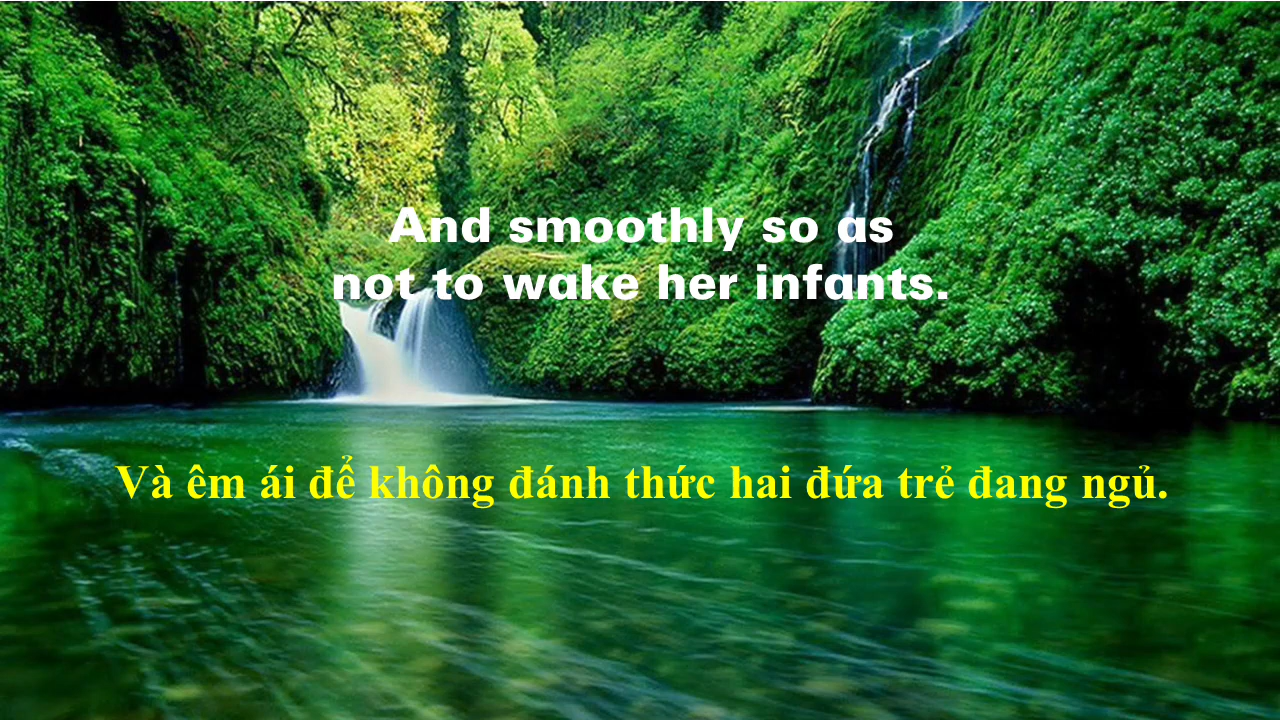 And smoothly so as
not to wake her infants.
Và êm ái để không đánh thức hai đứa trẻ đang ngủ.